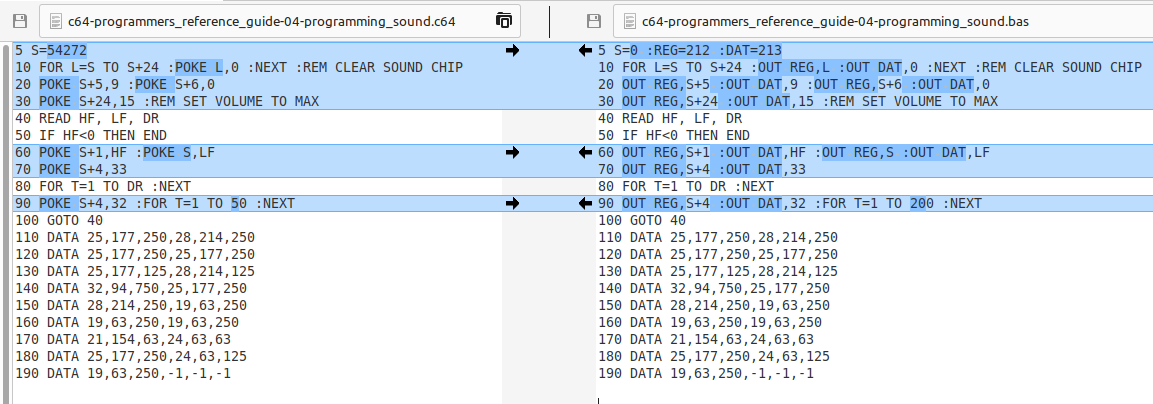 c64-programmers_reference_guide-04-programming_sound.c64
5 S=54272
10 FOR L=S TO S+24 :POKE L,0 :NEXT :REM CLEAR SOUND CHIP
20 POKE S+5,9 :POKE S+6,0
30 POKE S+24,15 :REM SET VOLUME TO MAX
40 READ HF, LF, DR
50 IF HF<0 THEN END
60 POKE S+1,HF :POKE S,LF
70 POKE S+4,33
80 FOR T=1 TO DR :NEXT
90 POKE S+4,32 :FOR T=1 TO 50 :NEXT
100 GOTO 40
110 DATA 25,177,250,28,214,250
120 DATA 25,177,250,25,177,250
130 DATA 25,177,125,28,214,125
140 DATA 32,94,750,25,177,250
150 DATA 28,214,250,19,63,250
160 DATA 19,63,250,19,63,250
170 DATA 21,154,63,24,63,63
180 DATA 25,177,250,24,63,125
190 DATA 19,63,250,-1,-1,-1
c64-programmers_reference_guide-04-programming_sound.bas
5 S=0 :REG=212 :DAT=213
10 FOR L=S TO S+24 :OUT REG,L :OUT DAT,0 :NEXT :REM CLEAR SOUND CHIP
20 OUT REG,S+5 :OUT DAT,9 :OUT REG,S+6 :OUT DAT,0
30 OUT REG,S+24 :OUT DAT,15 :REM SET VOLUME TO MAX
40 READ HF, LF, DR
50 IF HF<0 THEN END
60 OUT REG,S+1 :OUT DAT,HF :OUT REG,S :OUT DAT,LF
70 OUT REG,S+4 :OUT DAT,33
80 FOR T=1 TO DR :NEXT
90 OUT REG,S+4 :OUT DAT,32 :FOR T=1 TO 200 :NEXT
100 GOTO 40
110 DATA 25,177,250,28,214,250
120 DATA 25,177,250,25,177,250
130 DATA 25,177,125,28,214,125
140 DATA 32,94,750,25,177,250
150 DATA 28,214,250,19,63,250
160 DATA 19,63,250,19,63,250
170 DATA 21,154,63,24,63,63
180 DATA 25,177,250,24,63,125
190 DATA 19,63,250,-1,-1,-1